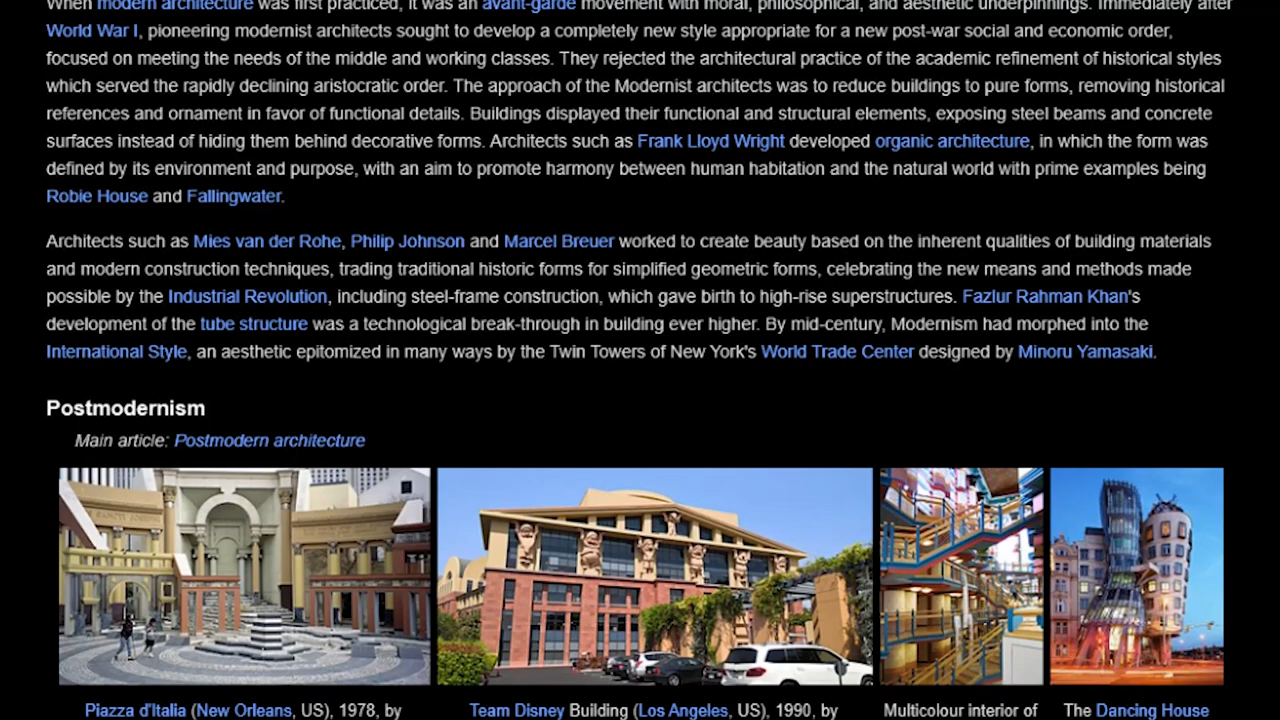 When modern architecture was first practiced, it was an avant-garde movement with moral, philosophical, and aesthetic underpinnings. Immediately after
World War I, pioneering modernist architects sought to develop a completely new style appropriate for a new post-war social and economic order,
focused on meeting the needs of the middle and working classes. They rejected the architectural practice of the academic refinement of historical styles
which served the rapidly declining aristocratic order. The approach of the Modernist architects was to reduce buildings to pure forms, removing historical
references and ornament in favor of functional details. Buildings displayed their functional and structural elements, exposing steel beams and concrete
surfaces instead of hiding them behind decorative forms. Architects such as Frank Lloyd Wright developed organic architecture, in which the form was
defined by its environment and purpose, with an aim to promote harmony between human habitation and the natural world with prime examples being
Robie House and Fallingwater.
Architects such as Mies van der Rohe, Philip Johnson and Marcel Breuer worked to create beauty based on the inherent qualities of building materials
and modern construction techniques, trading traditional historic forms for simplified geometric forms, celebrating the new means and methods made
possible by the Industrial Revolution, including steel-frame construction, which gave birth to high-rise superstructures. Fazlur Rahman Khan's
development of the tube structure was a technological break-through in building ever higher. By mid-century, Modernism had morphed into the
International Style, an aesthetic epitomized in many ways by the Twin Towers of New York's World Trade Center designed by Minoru Yamasaki.
Postmodernism
Main article: Postmodern architecture
Piazza d'Italia (New Orleans, US), 1978, by
Team Disney Building (Los Angeles, US), 1990, by
Multicolour interior of
The Dancing House